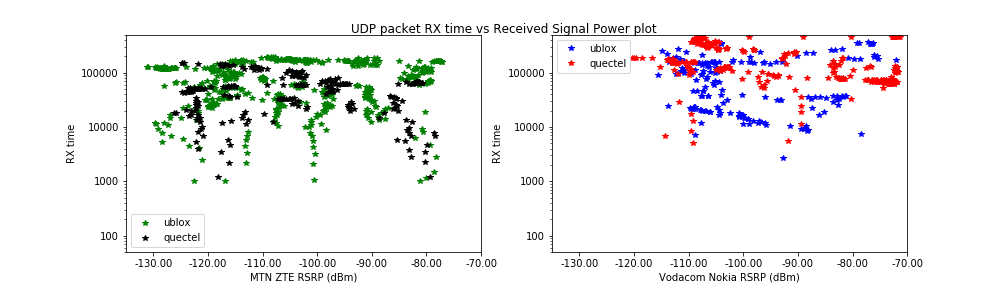 UDP packet RX time vs Received Signal Power plot
RX time
100000
10000
1000
100
ublox
quectel
-130.00 -120.00 -110.00 -100.00 -90.00 -80.00 -70.00
MTN ZTE RSRP (dBm)
ublox
quectel
RX time
100000
10000
1000
100
-130.00 -120.00 -110.00 -100.00 -90.00 -80.00 -70.00
Vodacom Nokia RSRP (dBm)